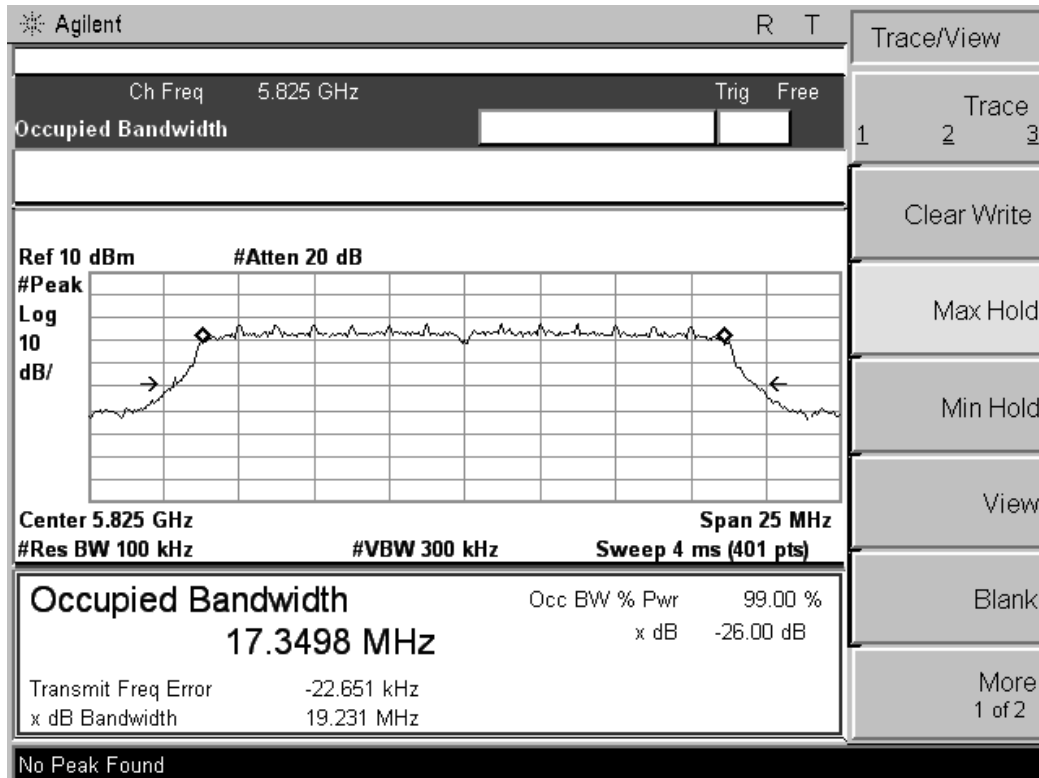 Agilent R T
Ch Freq 5.825 GHz Trig Free
Occupied Bandwidth
Ref 10 dBm #Atten 20 dB
#Peak
Log
10
dB/
Center 5.825 GHz Span 25 MHz
#Res BW 100 kHz #VBW 300 kHz Sweep 4 ms (401 pts)
Occupied Bandwidth
17.3498 MHz
Occ BW % Pwr 99.00 %
x dB -26.00 dB
Transmit Freq Error -22.651 kHz
x dB Bandwidth 19.231 MHz
No Peak Found
Trace/View
Trace
1 2 3
Clear Write
Max Hold
Min Hold
View
Blank
More
1 of 2